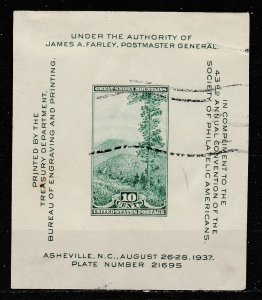 UNDER THE AUTHORITY OF
JAMES A. FARLEY, POSTMASTER GENERAL
PRINTED BY THE
TREASURY DEPARTMENT,
BUREAU OF ENGRAVING AND PRINTING.
GREAT SMOKY MOUNTAINS
10
CENTS
UNITED STATES POSTAGE
IN COMPLIMENT TO THE
43RD ANNUAL CONVENTION OF THE
SOCIETY OF PHILATELIC AMERICANS.
ASHEVILLE, N.C., AUGUST 26-28, 1937.
PLATE NUMBER 21695